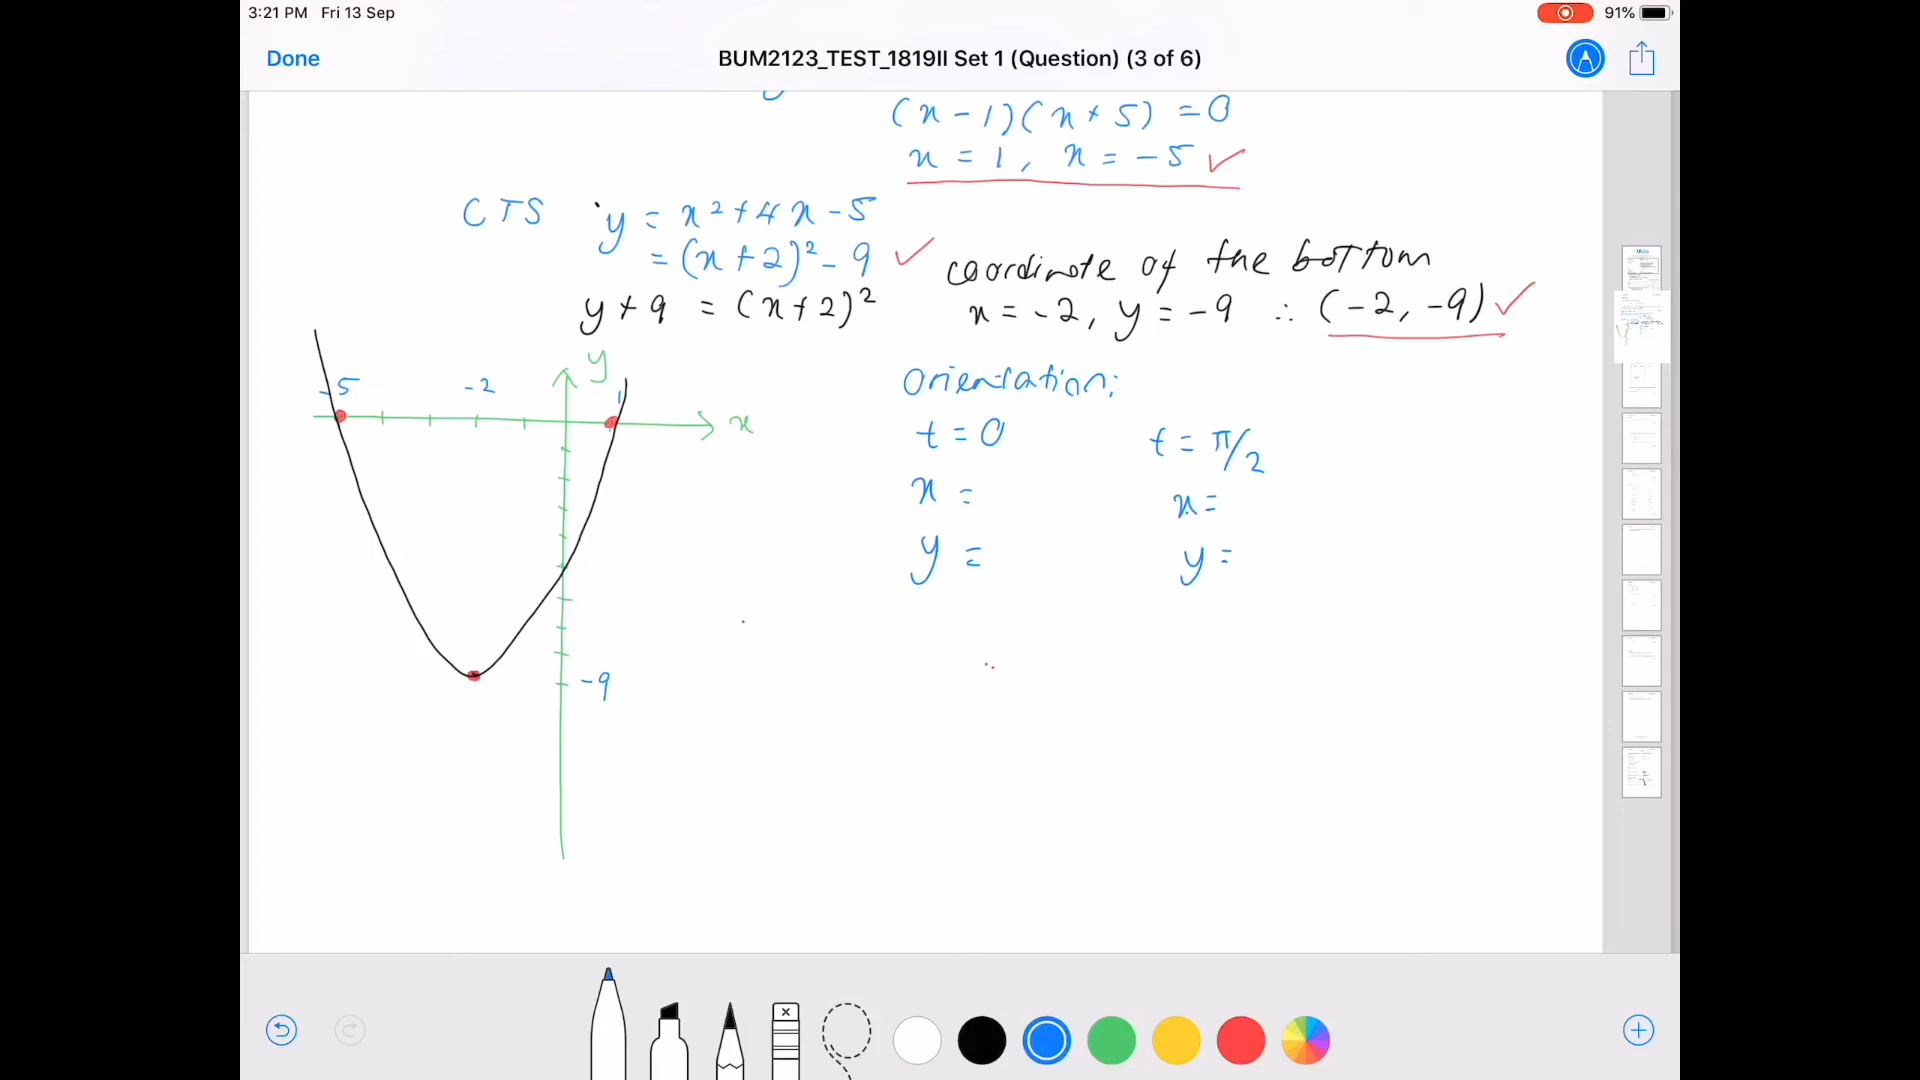 3:21 PM Fri 13 Sep
91%
Done
BUM2123_TEST_1819II Set 1 (Question) (3 of 6)
(x - 1)(x + 5) = 0
x = 1, x = -5 ✓
CTS y = x² + 4x - 5
= (x + 2)² - 9 ✓
coordinate of the bottom
y + 9 = (x + 2)²
x = -2, y = -9 ∴ (-2, -9) ✓
y
-5 -2 1
x
-9
Orientation;
t = 0 t = π/2
x = x =
y = y =